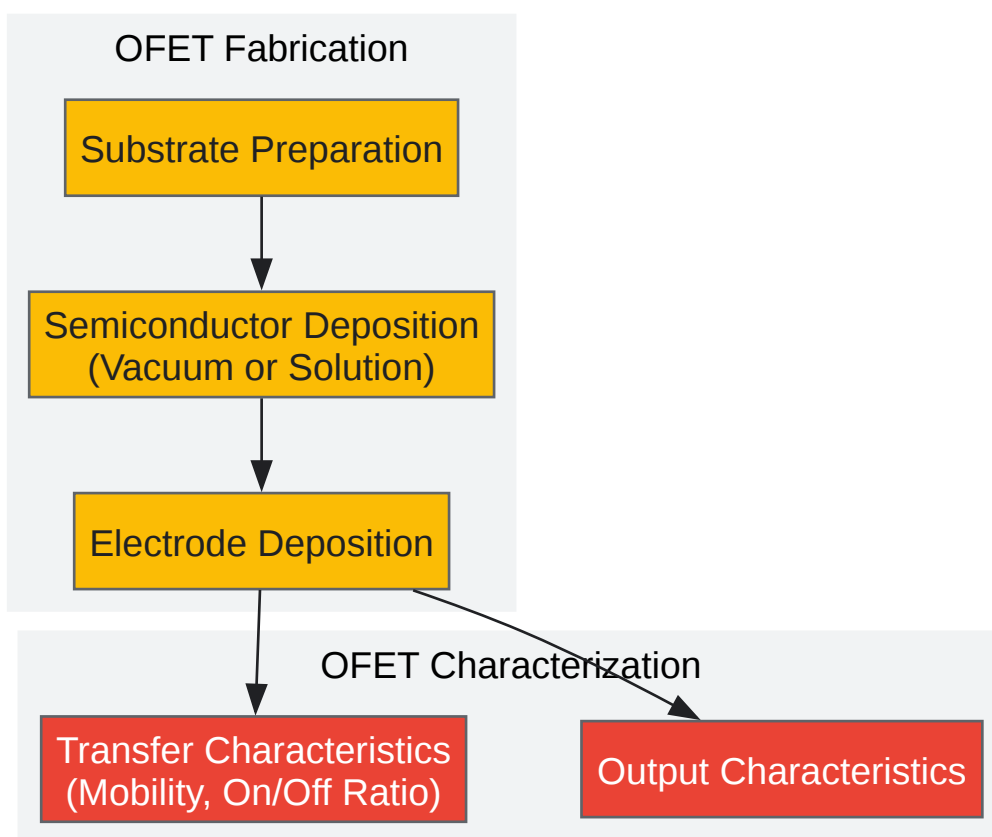 OFET Fabrication
Substrate Preparation
Semiconductor Deposition
(Vacuum or Solution)
Electrode Deposition
OFET Characterization
Transfer Characteristics
(Mobility, On/Off Ratio)
Output Characteristics